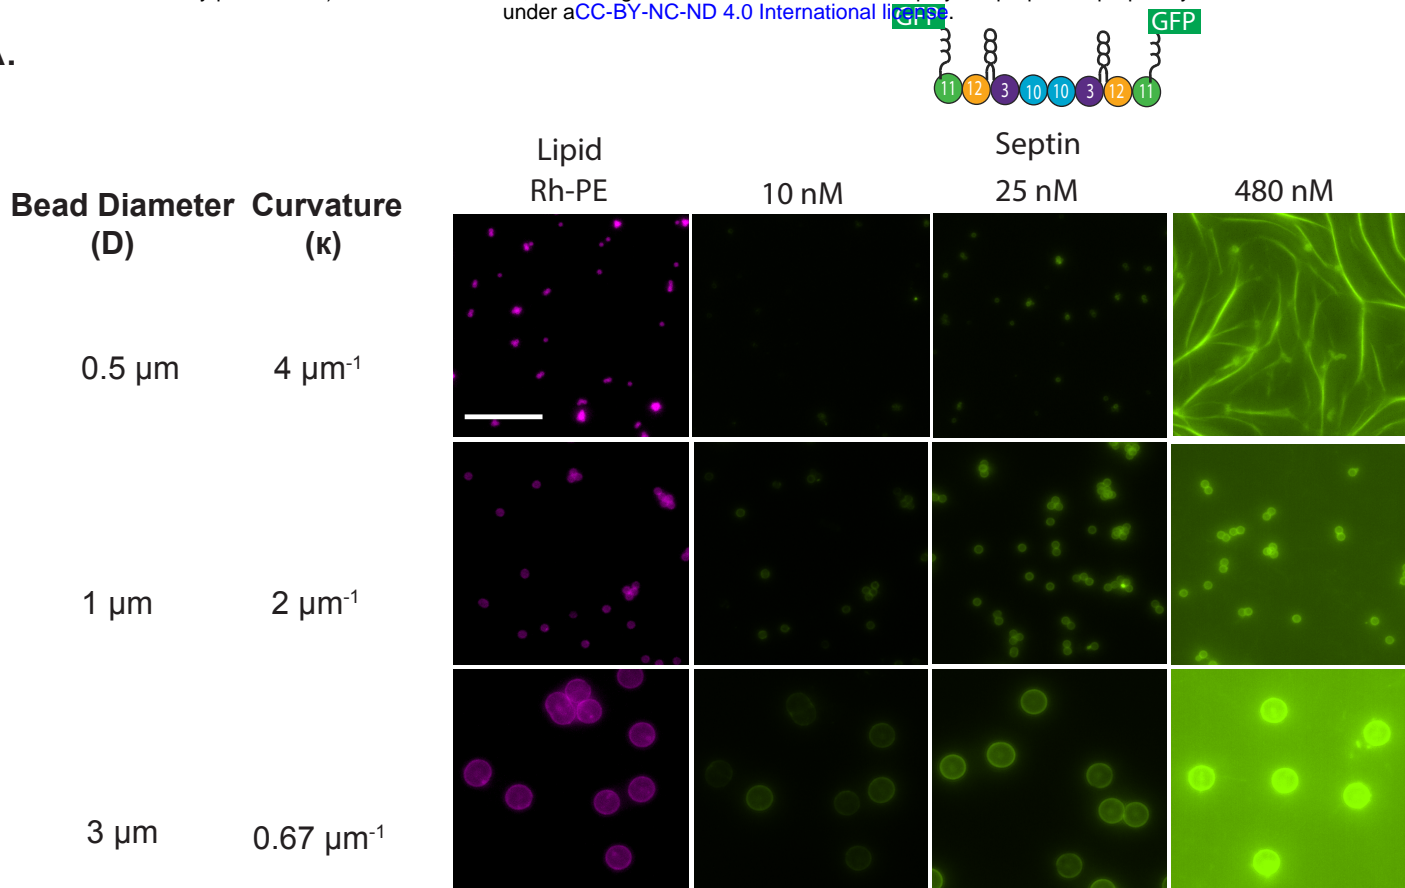 under aCC-BY-NC-ND 4.0 International license.
GFP GFP
A.
11 12 3 10 10 3 12 11
Lipid Septin
Rh-PE 10 nM 25 nM 480 nM
Bead Diameter Curvature
(D) (κ)
0.5 µm 4 µm-1
1 µm 2 µm-1
3 µm 0.67 µm-1